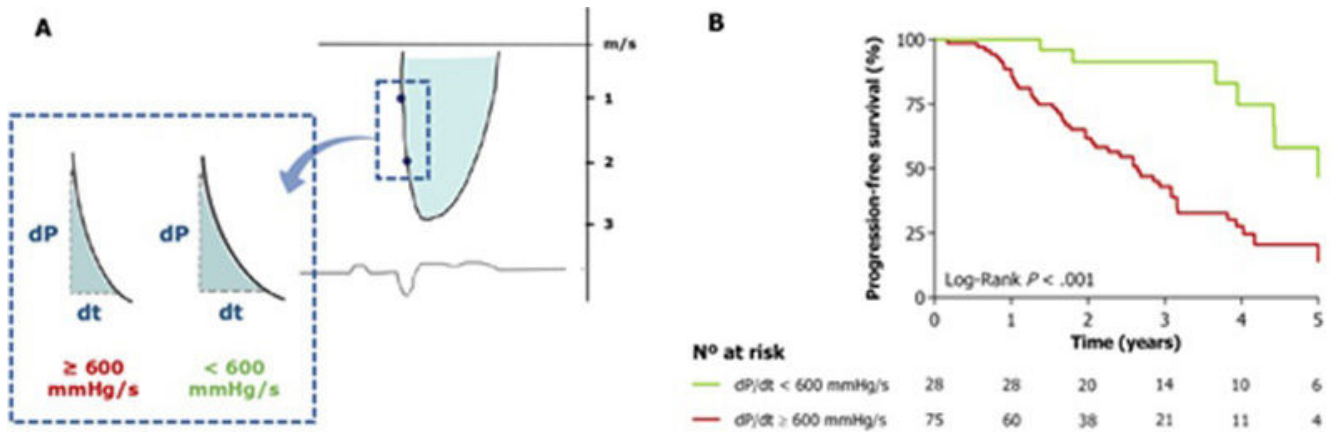 A
m/s
1
2
3
dP
dt
≥ 600
mmHg/s
dP
dt
< 600
mmHg/s
B
Progression-free survival (%)
100
75
50
25
0
Log-Rank P < .001
0 1 2 3 4 5
Time (years)
Nº at risk
dP/dt < 600 mmHg/s 28 28 20 14 10 6
dP/dt ≥ 600 mmHg/s 75 60 38 21 11 4